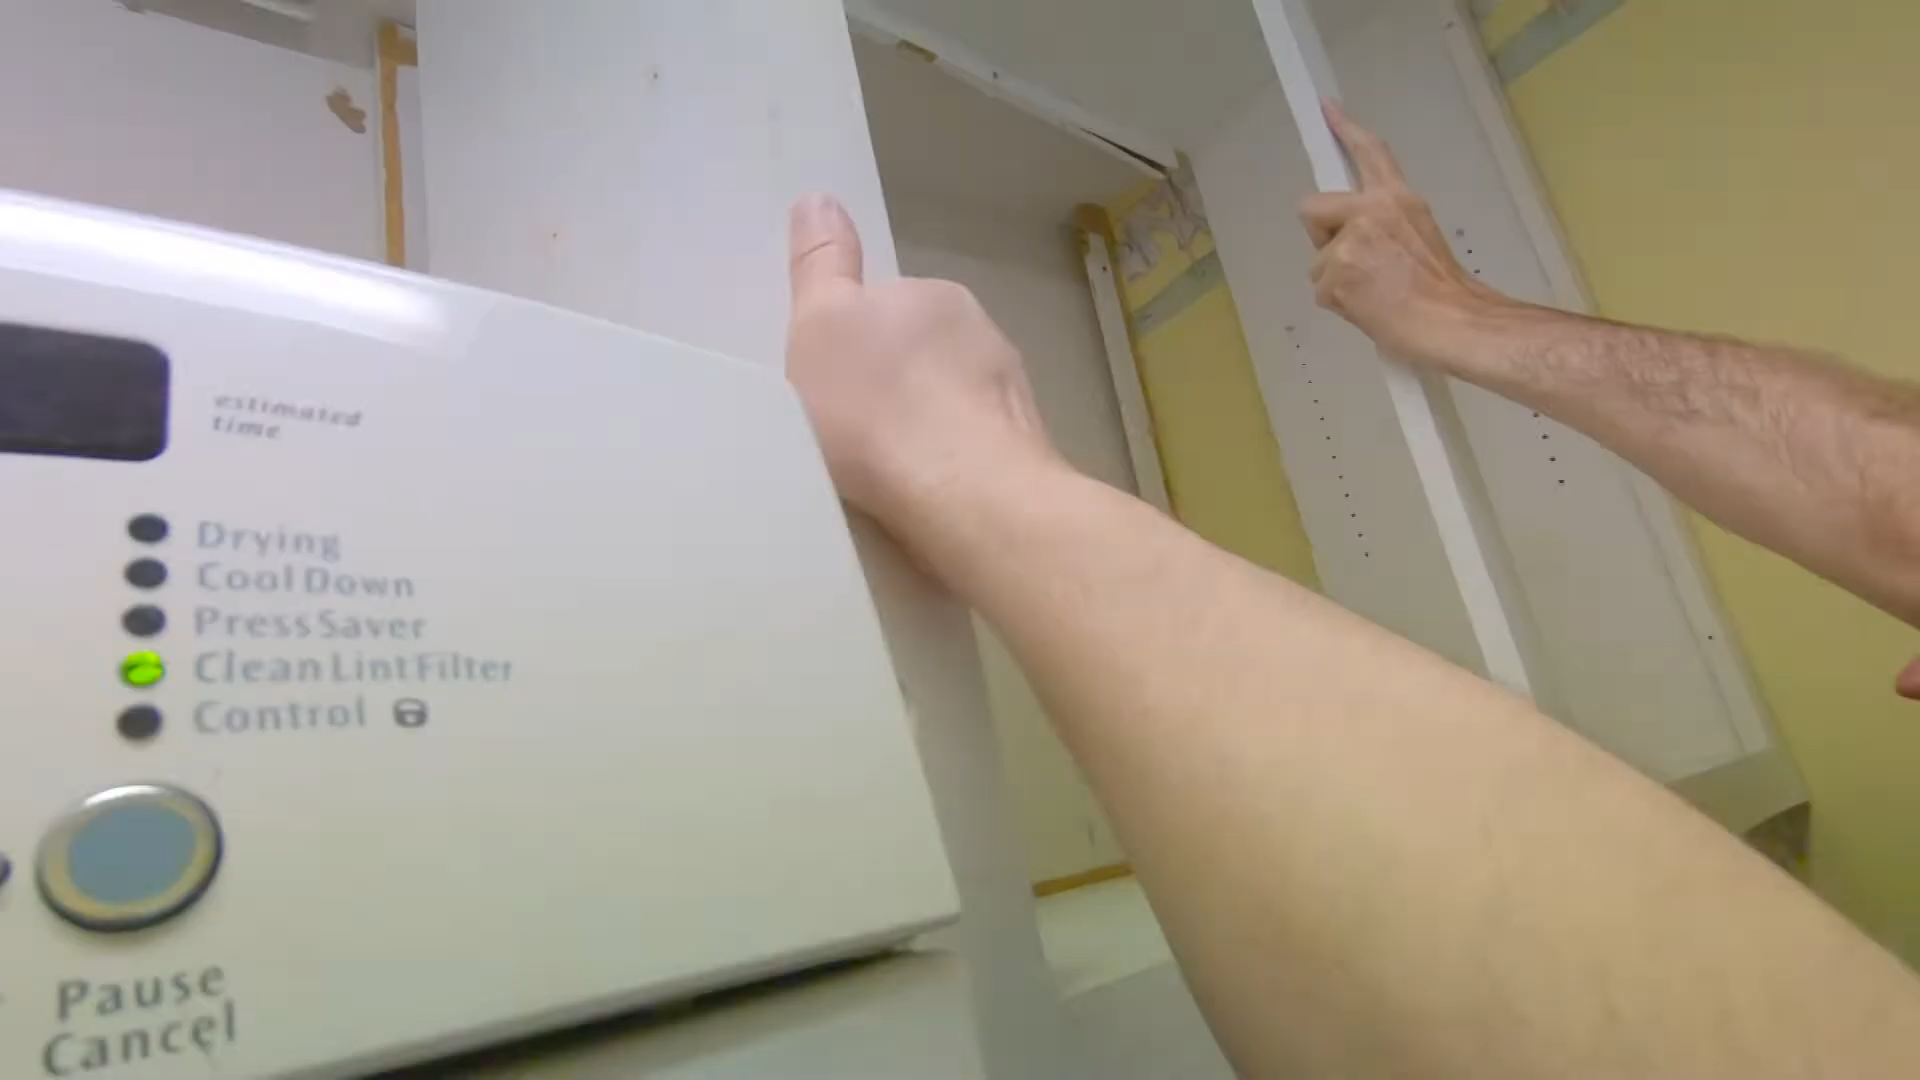 estimated
time
Drying
Cool Down
Press Saver
Clean Lint Filter
Control
Pause
Cancel